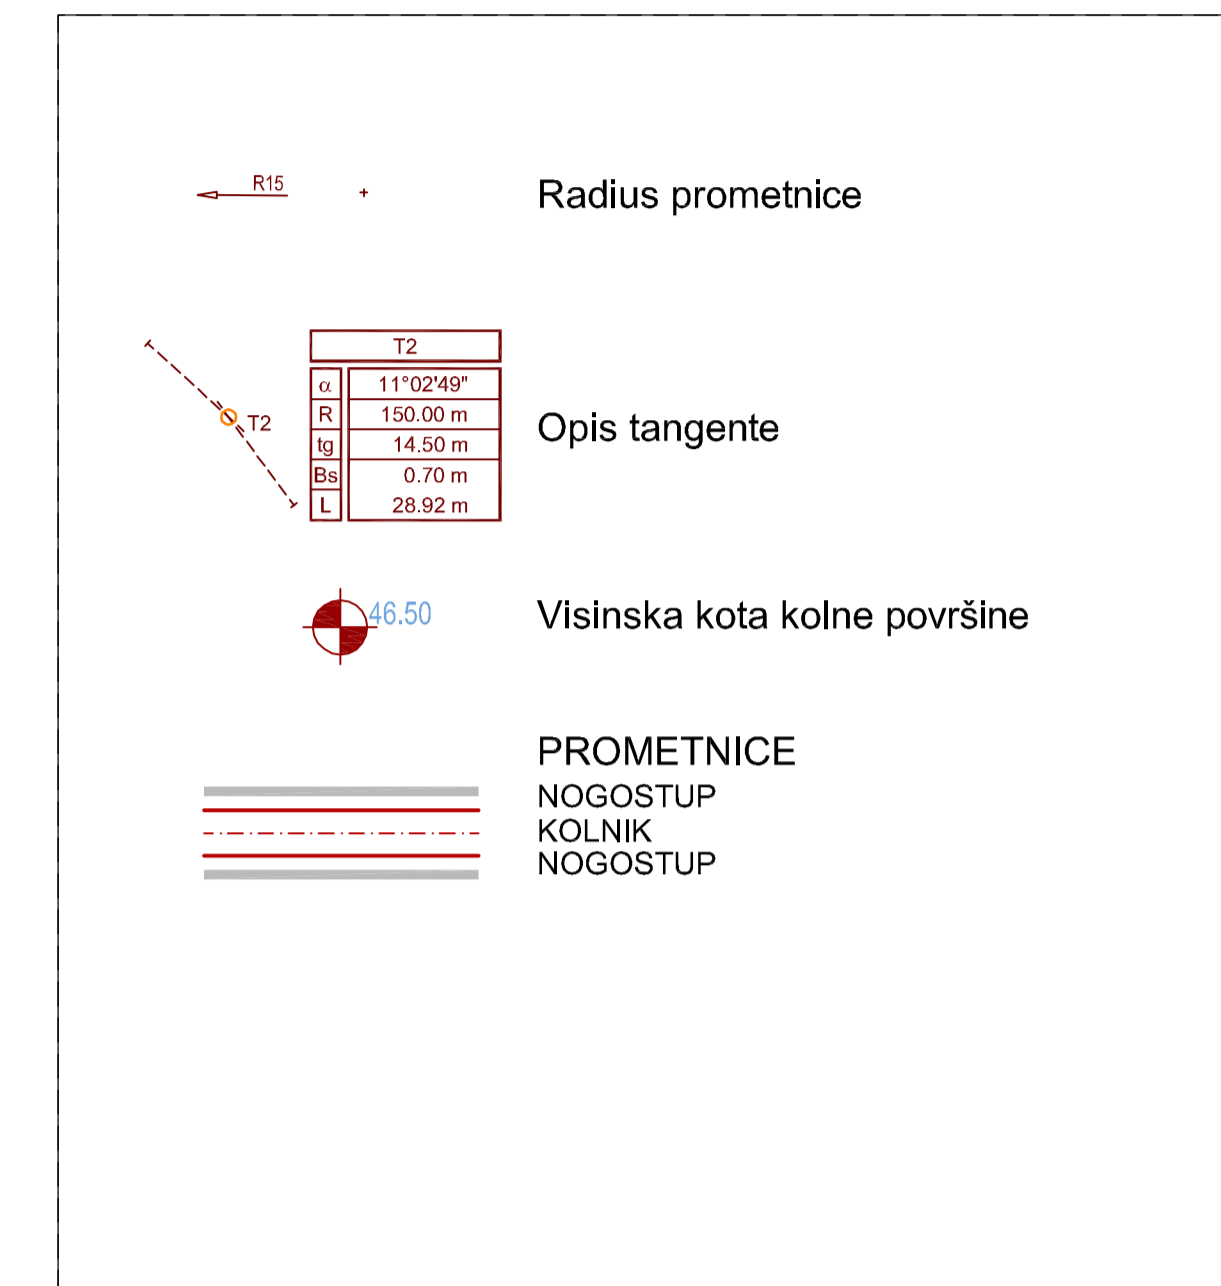 R15
Radius prometnice
T2
T2
α 11°02'49"
R 150.00 m
tg 14.50 m
Bs 0.70 m
L 28.92 m
Opis tangente
46.50
Visinska kota kolne površine
PROMETNICE
NOGOSTUP
KOLNIK
NOGOSTUP